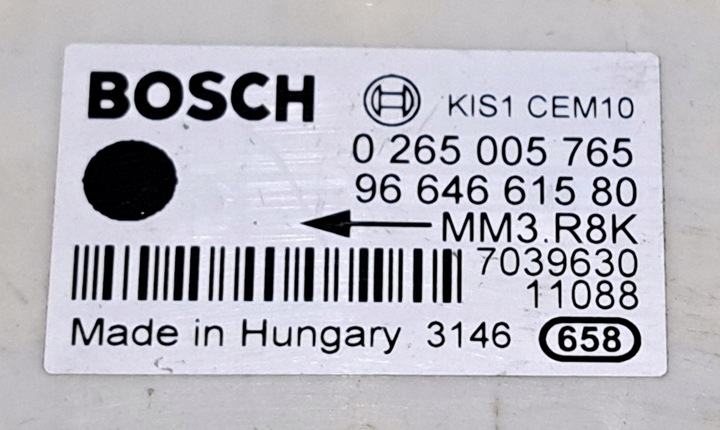 BOSCH KIS1 CEM10
0 265 005 765
96 646 615 80
MM3.R8K
7039630
11088
Made in Hungary 3146 658